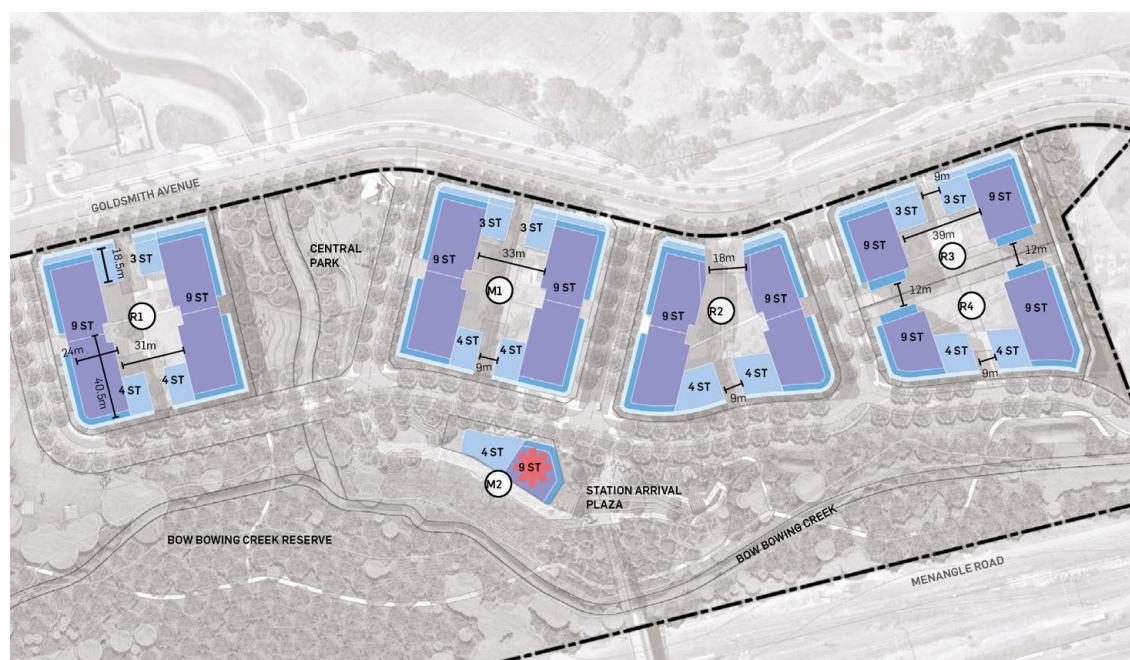 GOLDSMITH AVENUE
18.5m
3 ST
9 ST
R1
9 ST
24m
31m
40.5m
4 ST
4 ST
CENTRAL
PARK
3 ST
3 ST
33m
9 ST
M1
9 ST
4 ST
4 ST
9m
18m
9 ST
R2
9 ST
4 ST
4 ST
9m
9m
3 ST
3 ST
9 ST
39m
9 ST
R3
12m
12m
R4
9 ST
9 ST
4 ST
4 ST
9m
4 ST
9 ST
M2
STATION ARRIVAL
PLAZA
BOW BOWING CREEK RESERVE
BOW BOWING CREEK
MENANGLE ROAD